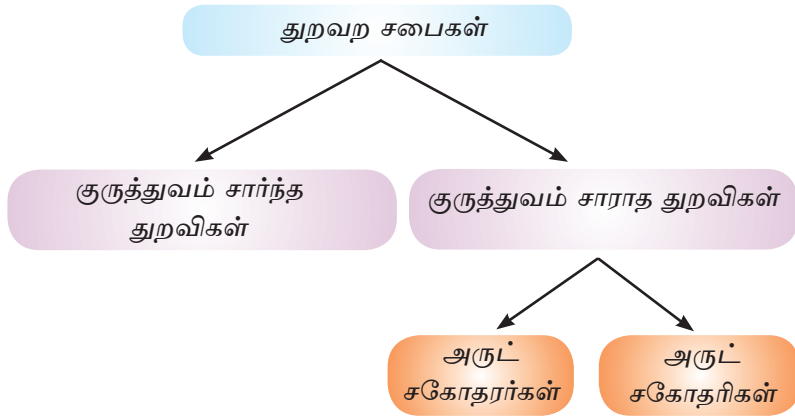 துறவற சபைகள்
குருத்துவம் சார்ந்த
துறவிகள்
குருத்துவம் சாராத துறவிகள்
அருட்
சகோதரர்கள்
அருட்
சகோதரிகள்